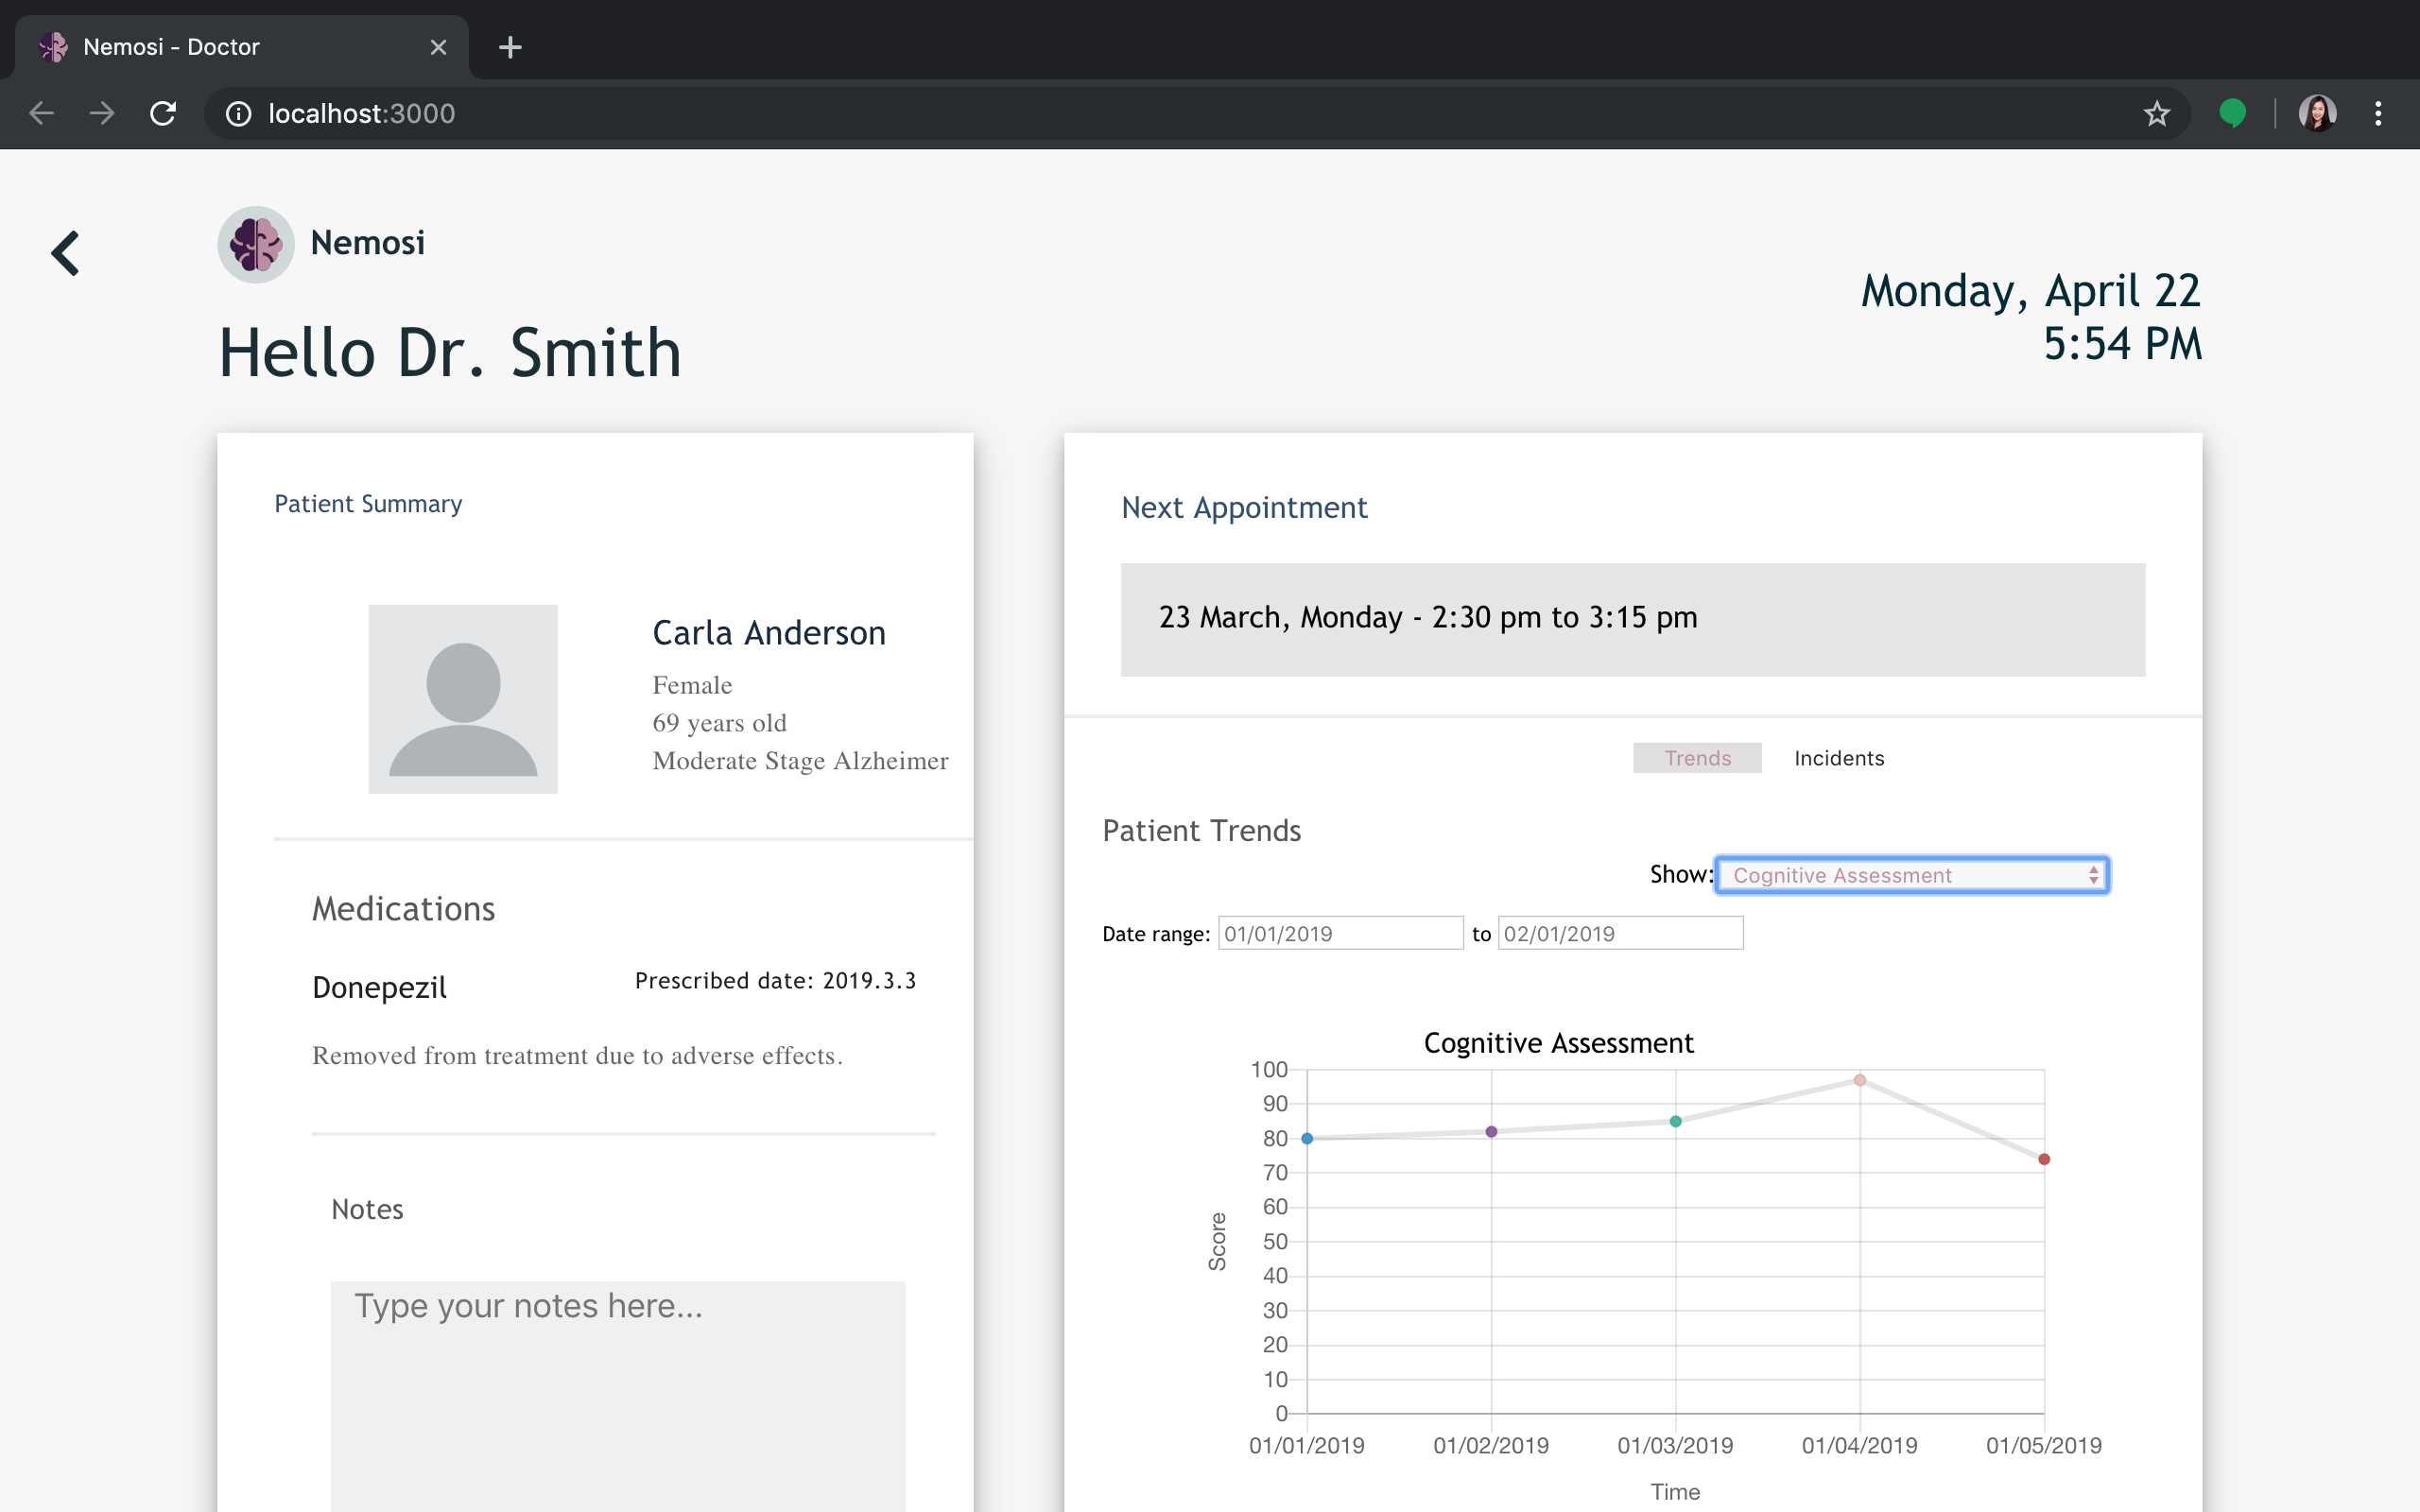 Nemosi - Doctor
localhost:3000
Nemosi
Hello Dr. Smith
Monday, April 22
5:54 PM
Patient Summary
Carla Anderson
Female
69 years old
Moderate Stage Alzheimer
Medications
Donepezil
Prescribed date: 2019.3.3
Removed from treatment due to adverse effects.
Notes
Type your notes here...
Next Appointment
23 March, Monday - 2:30 pm to 3:15 pm
Trends Incidents
Patient Trends
Show: Cognitive Assessment
Date range: 01/01/2019 to 02/01/2019
Cognitive Assessment
100
90
80
70
60
50
40
30
20
10
0
Score
01/01/2019 01/02/2019 01/03/2019 01/04/2019 01/05/2019
Time